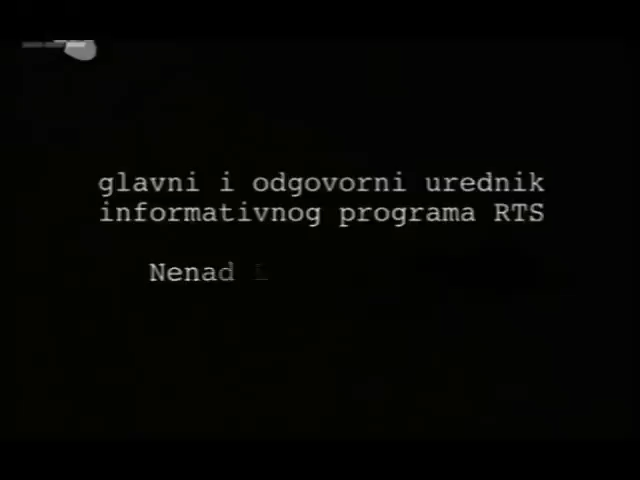 glavni i odgovorni urednik
informativnog programa RTS
Nenad